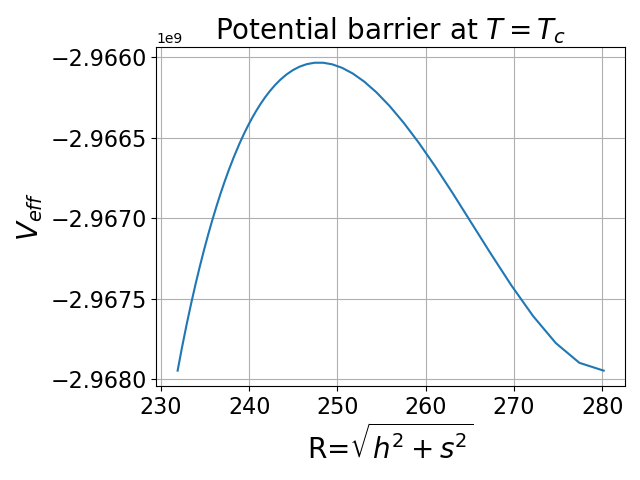 Potential barrier at T = T_c
1e9
−2.9660
−2.9665
−2.9670
−2.9675
−2.9680
V_eff
230 240 250 260 270 280
R=√h² + s²